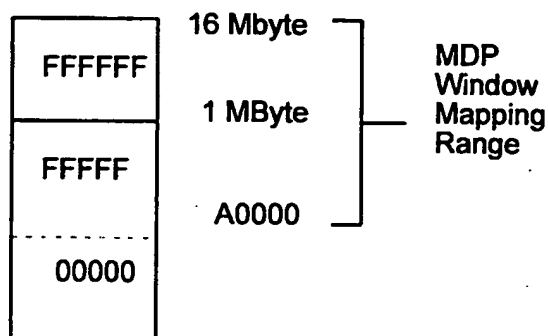 16 Mbyte
FFFFFF
1 MByte
FFFFF
A0000
00000
MDP
Window
Mapping
Range